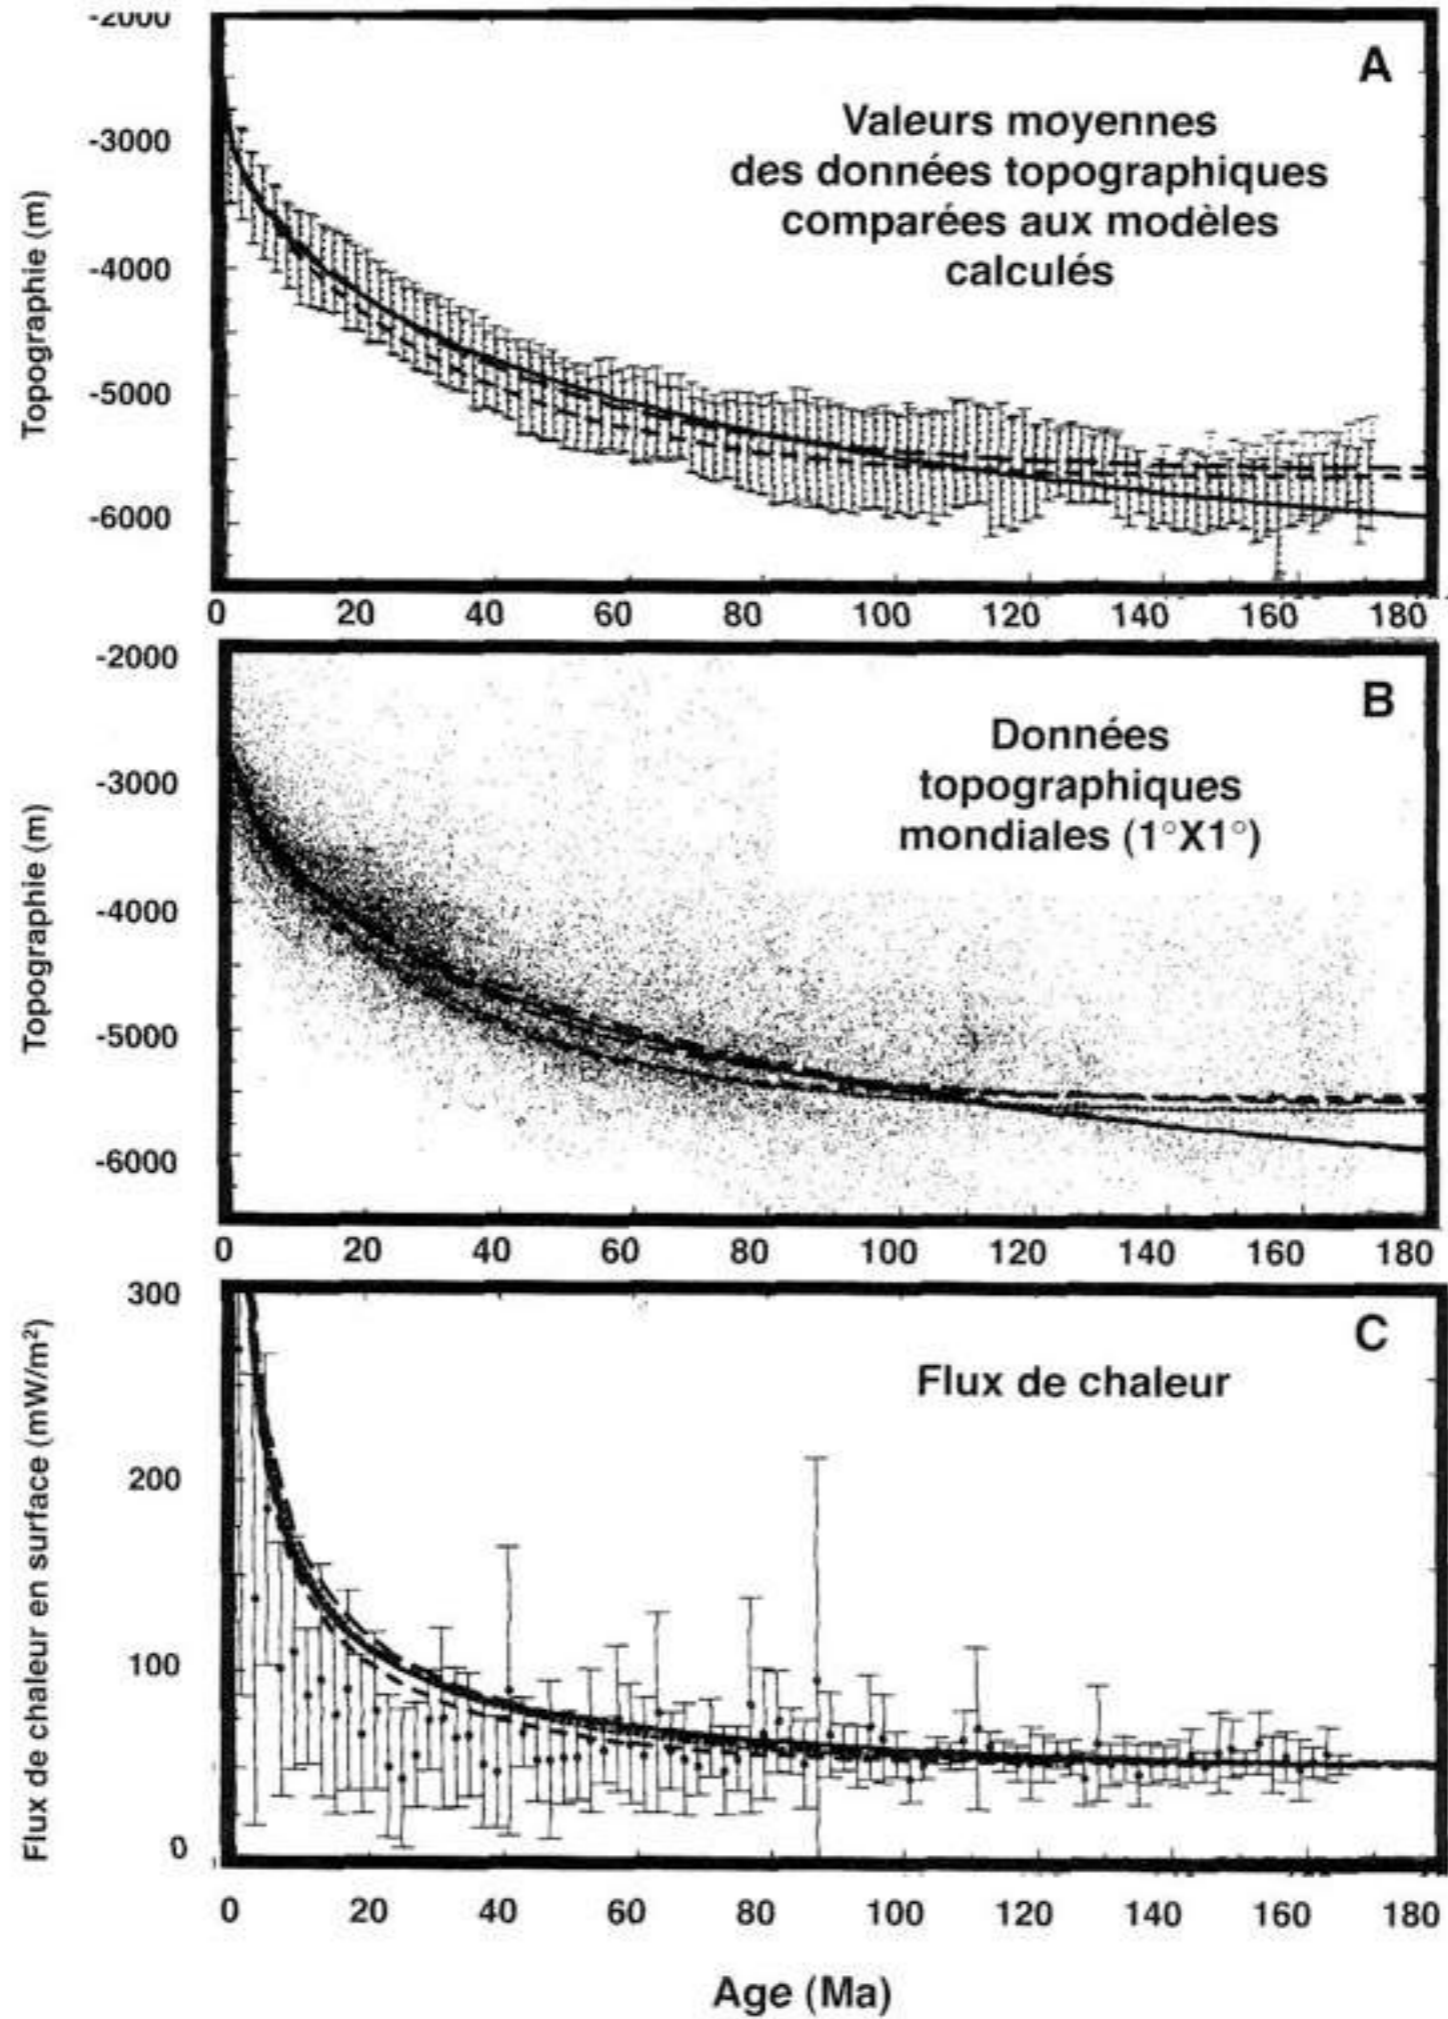 -2000
-3000
-4000
-5000
-6000
Topographie (m)
A
Valeurs moyennes
des données topographiques
comparées aux modèles
calculés
0 20 40 60 80 100 120 140 160 180
-2000
-3000
-4000
-5000
-6000
Topographie (m)
B
Données
topographiques
mondiales (1°X1°)
0 20 40 60 80 100 120 140 160 180
300
200
100
0
Flux de chaleur en surface (mW/m²)
C
Flux de chaleur
0 20 40 60 80 100 120 140 160 180
Age (Ma)